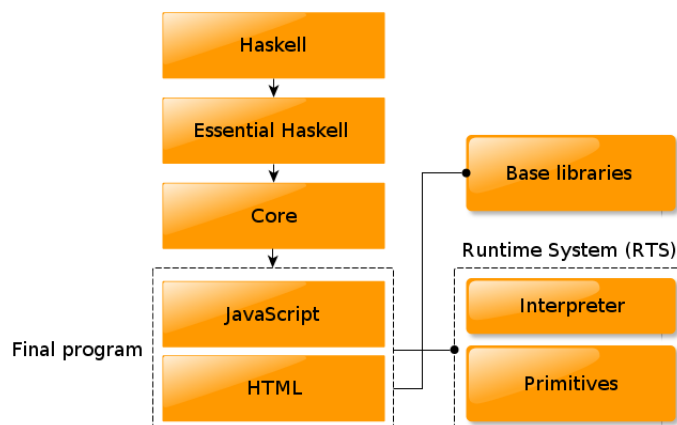 Haskell
Essential Haskell
Core
JavaScript
HTML
Final program
Base libraries
Runtime System (RTS)
Interpreter
Primitives